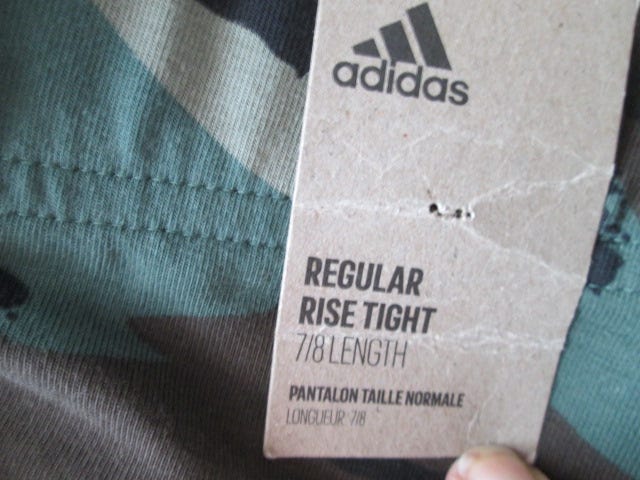 adidas
REGULAR
RISE TIGHT
7/8 LENGTH
PANTALON TAILLE NORMALE
LONGUEUR 7/8